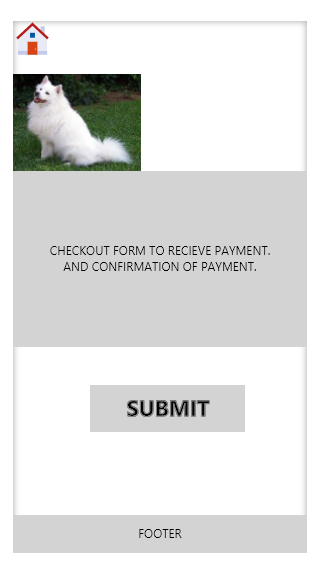 CHECKOUT FORM TO RECIEVE PAYMENT.
AND CONFIRMATION OF PAYMENT.
SUBMIT
FOOTER